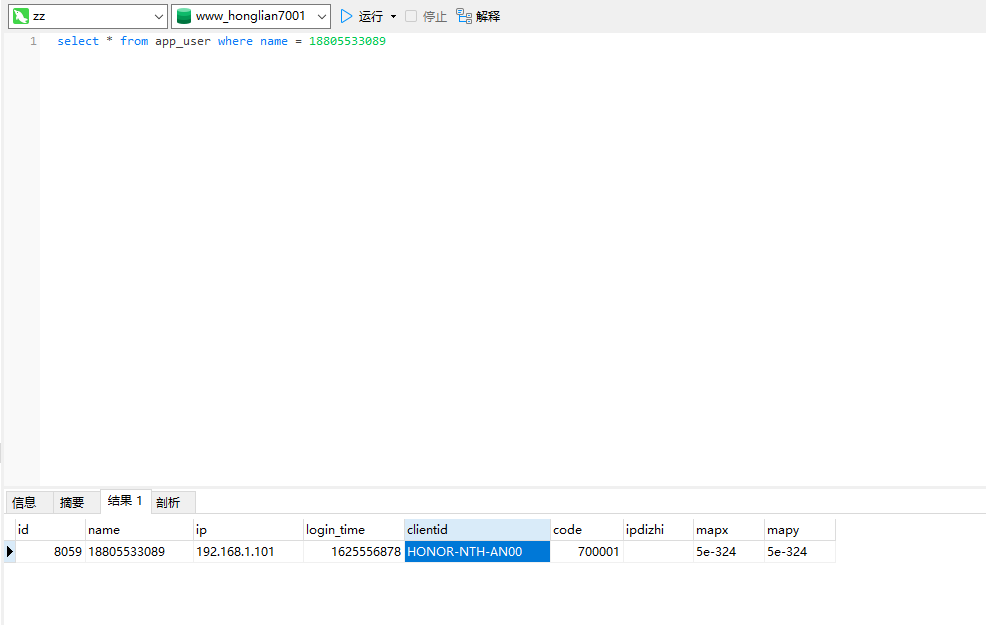 zz www_honglian7001 运行 停止 解释
1 select * from app_user where name = 18805533089
信息 摘要 结果 1 剖析
id name ip login_time clientid code ipdizhi mapx mapy
8059 18805533089 192.168.1.101 1625556878 HONOR-NTH-AN00 700001 5e-324 5e-324